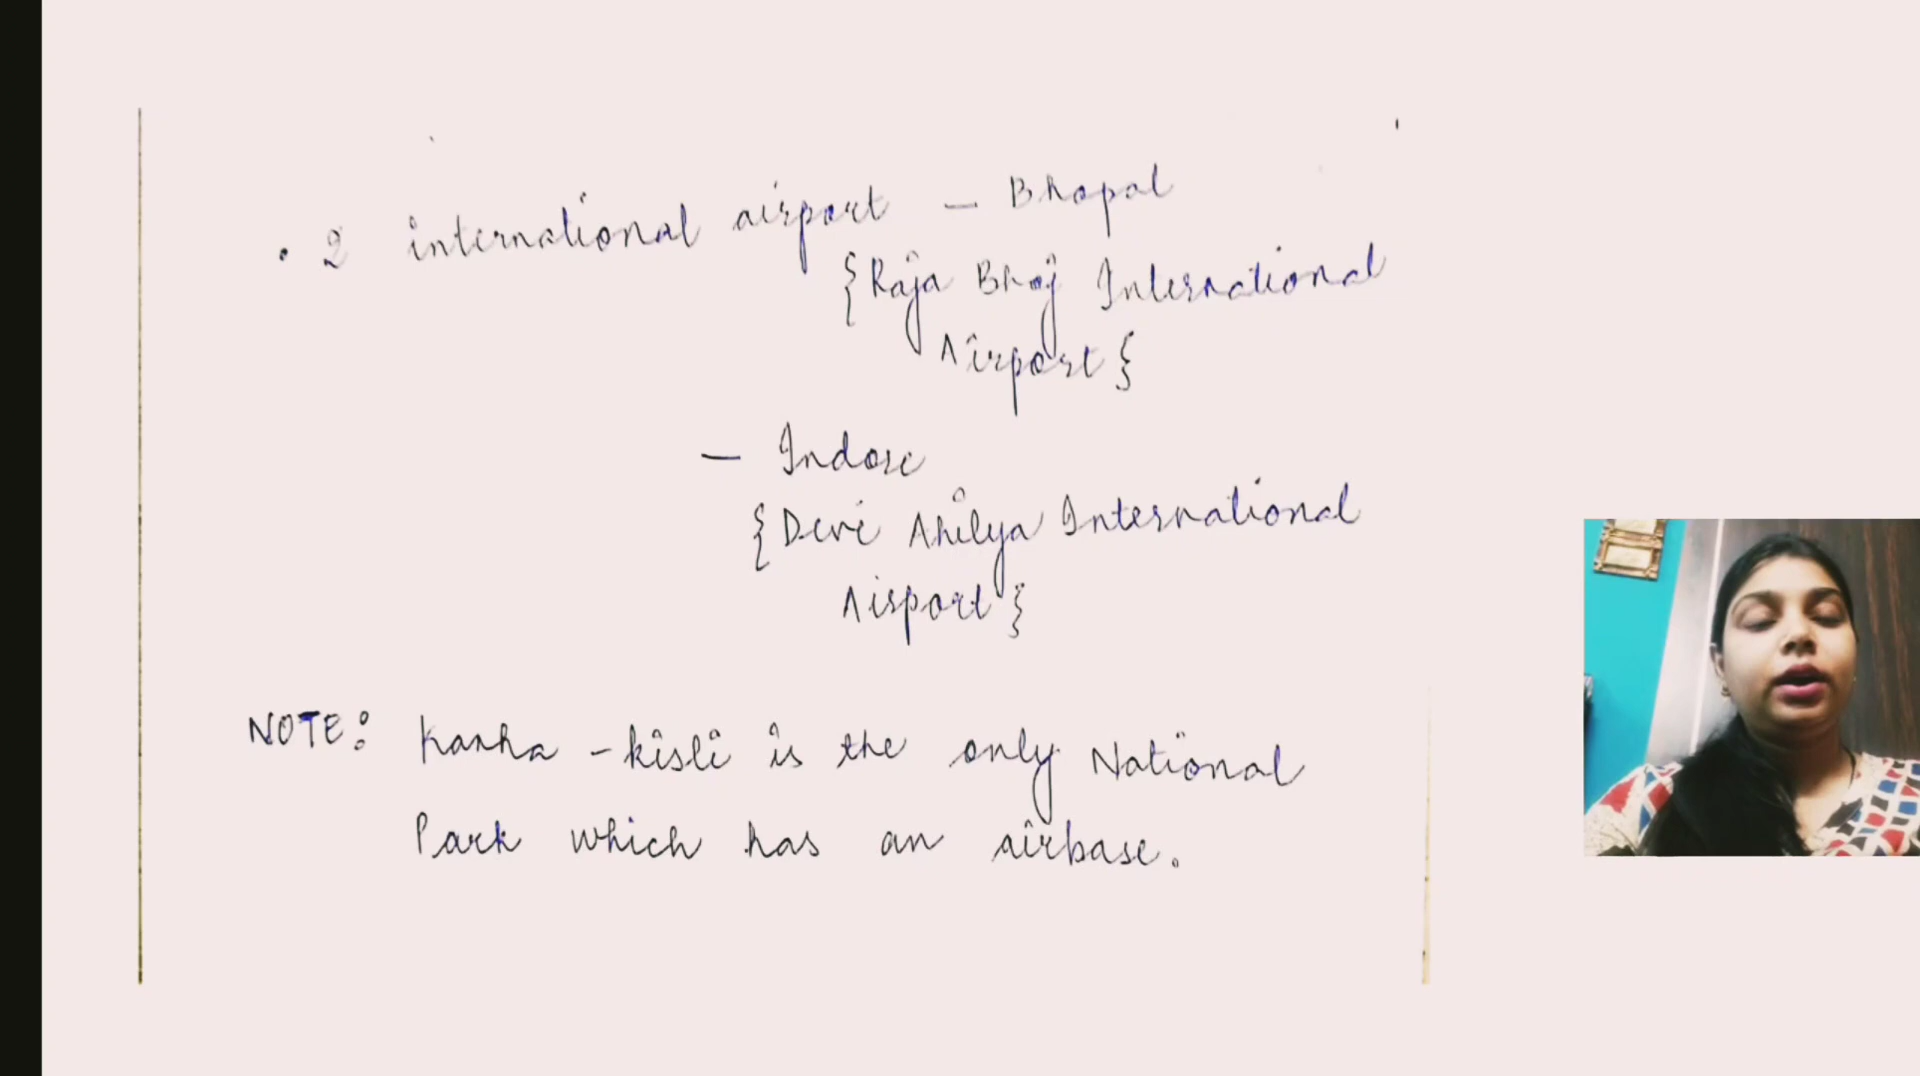 • 2 international airport – Bhopal
{Raja Bhoj International
Airport}
– Indore
{Devi Ahilya International
Airport}
NOTE: Kanha - kisli is the only National
Park which has an airbase.